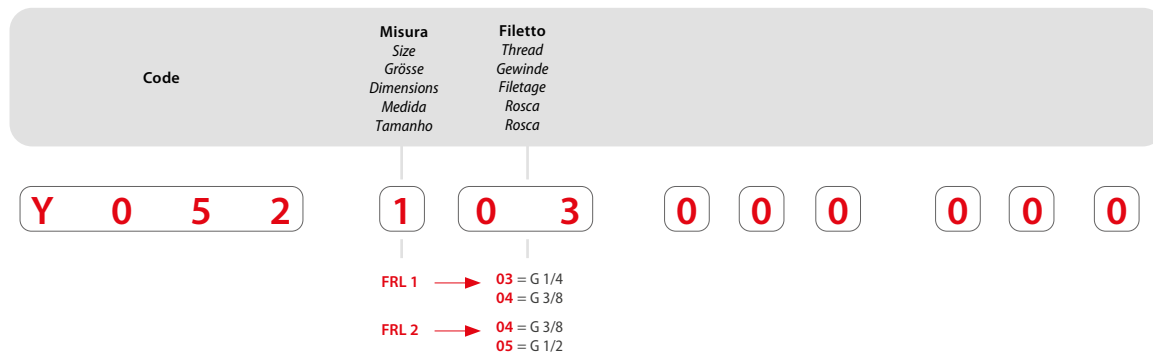 Code
Misura
Size
Grösse
Dimensions
Medida
Tamanho
Filetto
Thread
Gewinde
Filetage
Rosca
Rosca
Y 0 5 2 1 0 3 0 0 0 0 0 0
FRL 1 03 = G 1/4
04 = G 3/8
FRL 2 04 = G 3/8
05 = G 1/2